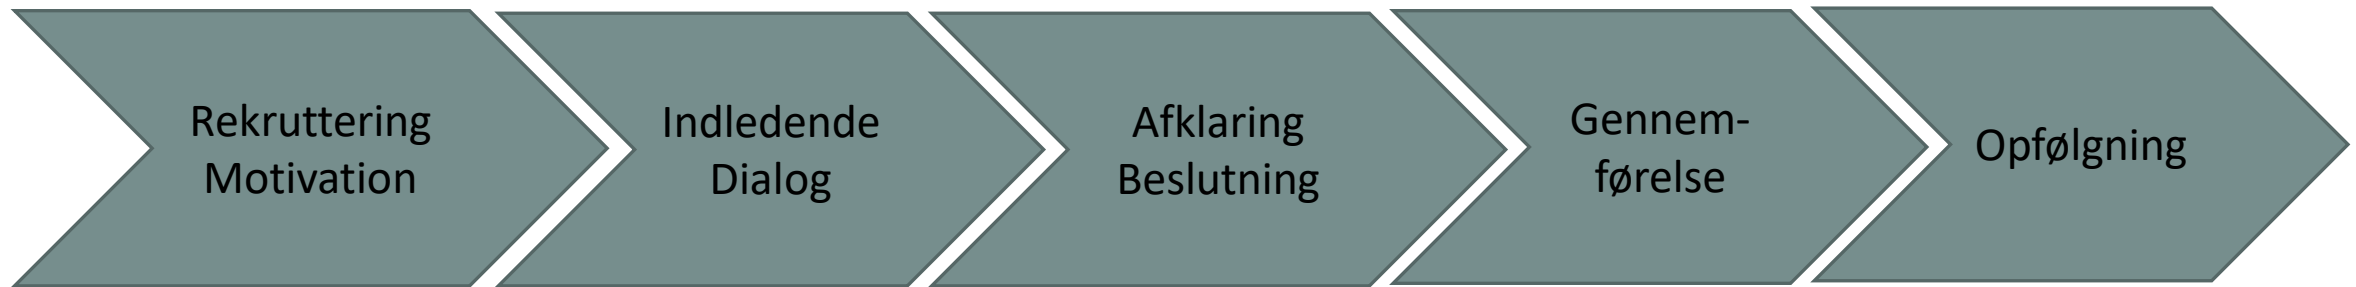 Rekruttering
Motivation
Indledende
Dialog
Afklaring
Beslutning
Gennem-
førelse
Opfølgning